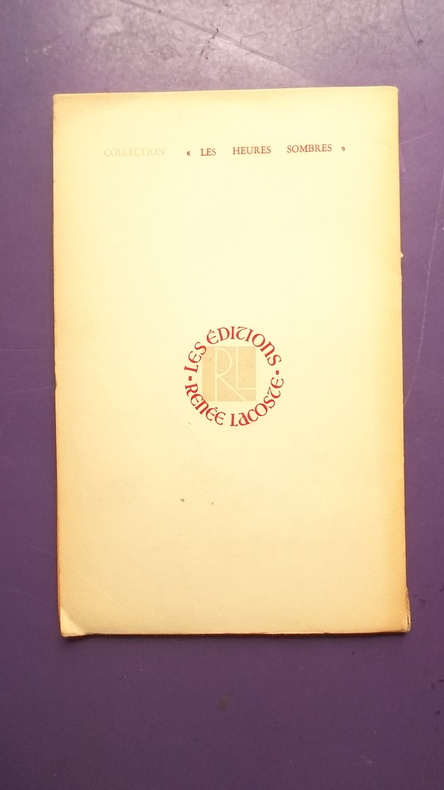 COLLECTION « LES HEURES SOMBRES »
LES ÉDITIONS
RL
• RENÉE LACOSTE •